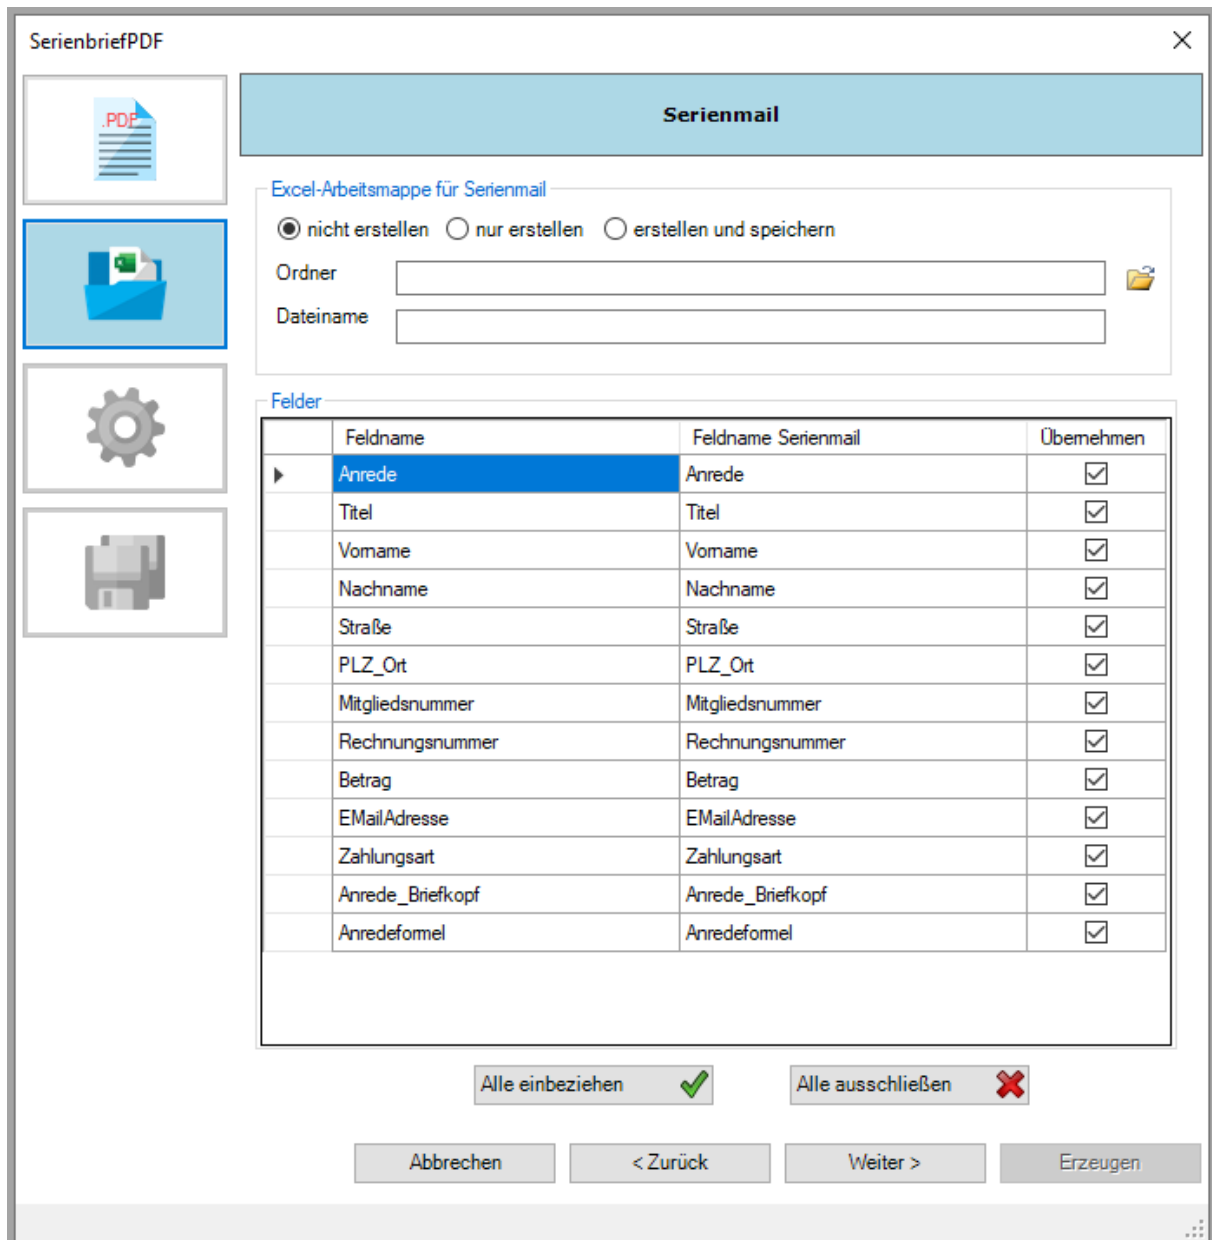 SerienbriefPDF
.PDF
Serienmail
Excel-Arbeitsmappe für Serienmail
nicht erstellen nur erstellen erstellen und speichern
Ordner
Dateiname
Felder
Feldname Feldname Serienmail Übernehmen
Anrede Anrede
Titel Titel
Vorname Vorname
Nachname Nachname
Straße Straße
PLZ_Ort PLZ_Ort
Mitgliedsnummer Mitgliedsnummer
Rechnungsnummer Rechnungsnummer
Betrag Betrag
EMailAdresse EMailAdresse
Zahlungsart Zahlungsart
Anrede_Briefkopf Anrede_Briefkopf
Anredeformel Anredeformel
Alle einbeziehen Alle ausschließen
Abbrechen < Zurück Weiter > Erzeugen